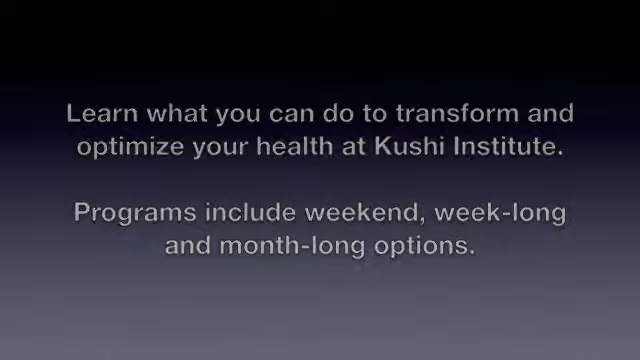 Learn what you can do to transform and
optimize your health at Kushi Institute.
Programs include weekend, week-long
and month-long options.